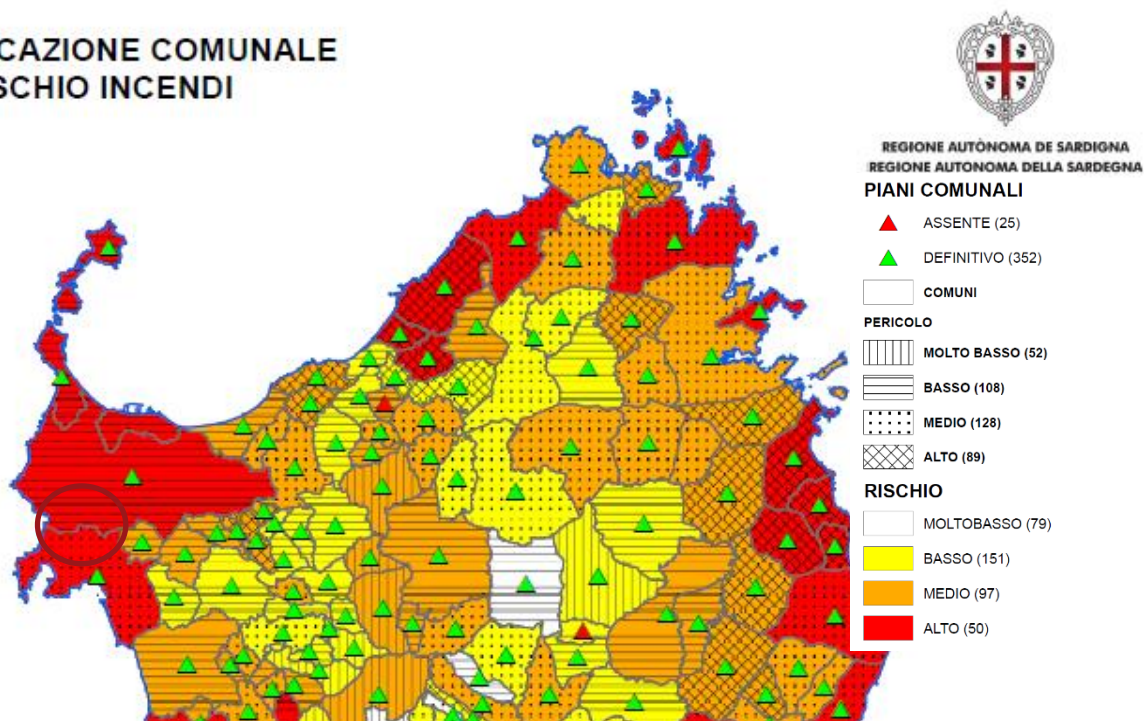 CAZIONE COMUNALE
SCHIO INCENDI
REGIONE AUTÒNOMA DE SARDIGNA
REGIONE AUTONOMA DELLA SARDEGNA
PIANI COMUNALI
ASSENTE (25)
DEFINITIVO (352)
COMUNI
PERICOLO
MOLTO BASSO (52)
BASSO (108)
MEDIO (128)
ALTO (89)
RISCHIO
MOLTOBASSO (79)
BASSO (151)
MEDIO (97)
ALTO (50)